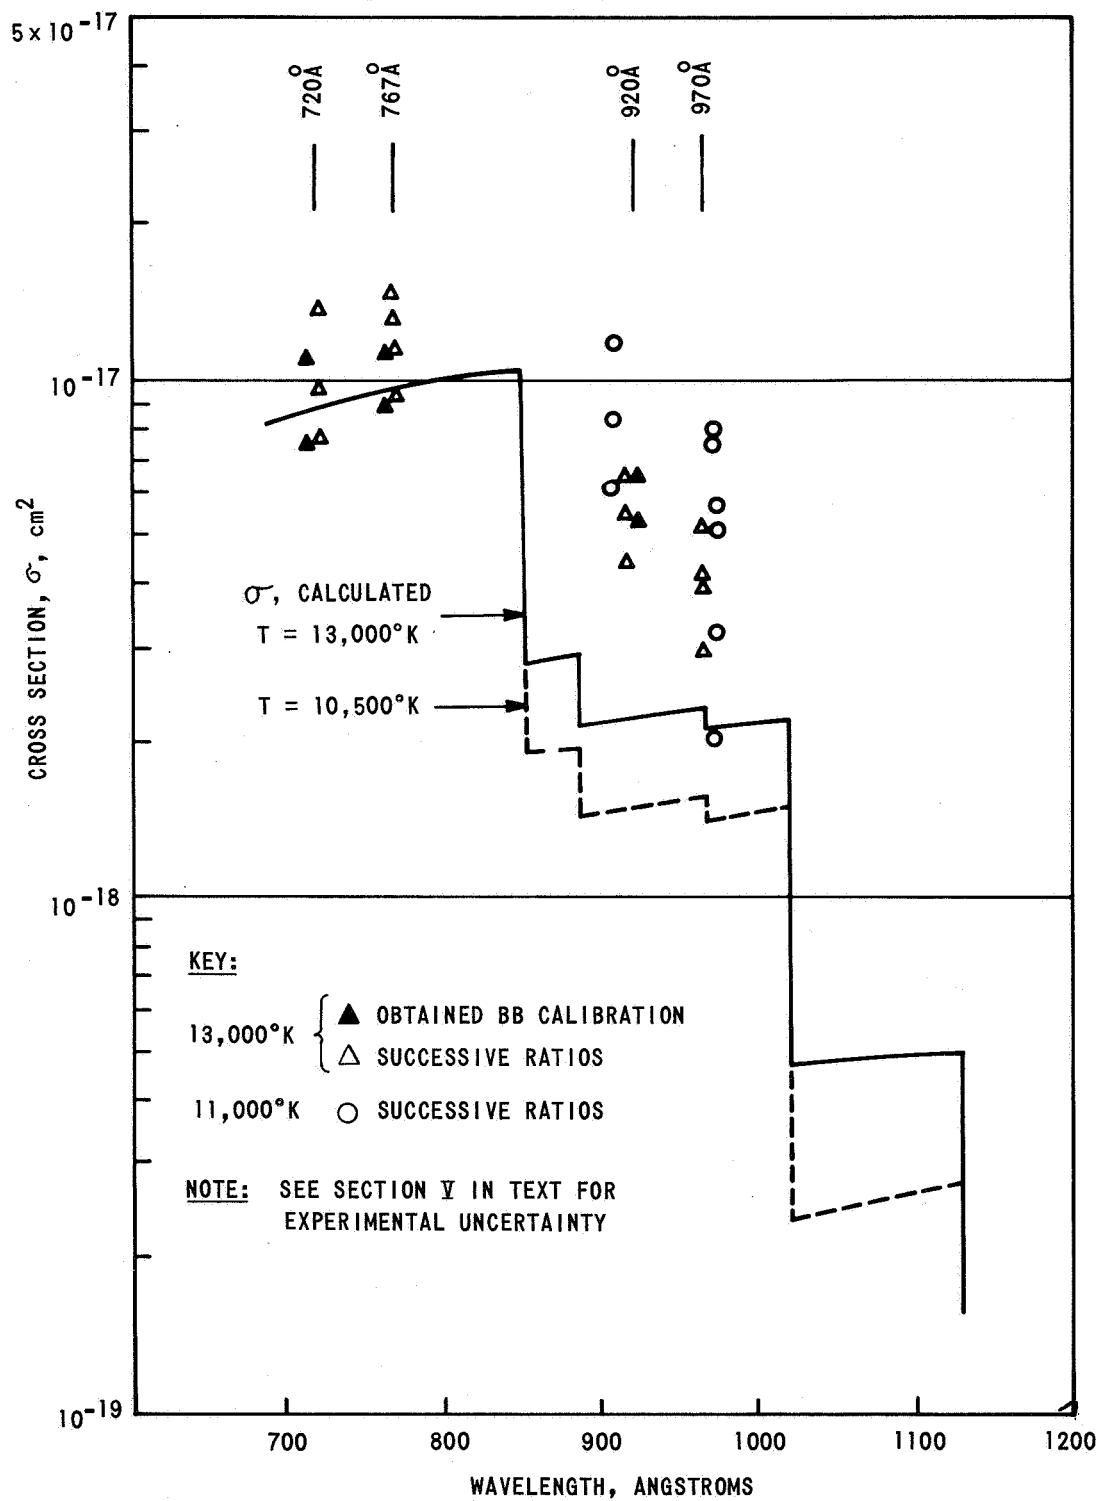 5 x 10⁻¹⁷
720Å
767Å
920Å
970Å
10⁻¹⁷
CROSS SECTION, σ, cm²
σ, CALCULATED
T = 13,000°K
T = 10,500°K
10⁻¹⁸
KEY:
13,000°K
▲ OBTAINED BB CALIBRATION
△ SUCCESSIVE RATIOS
11,000°K ○ SUCCESSIVE RATIOS
NOTE: SEE SECTION V IN TEXT FOR
EXPERIMENTAL UNCERTAINTY
10⁻¹⁹
700 800 900 1000 1100 1200
WAVELENGTH, ANGSTROMS